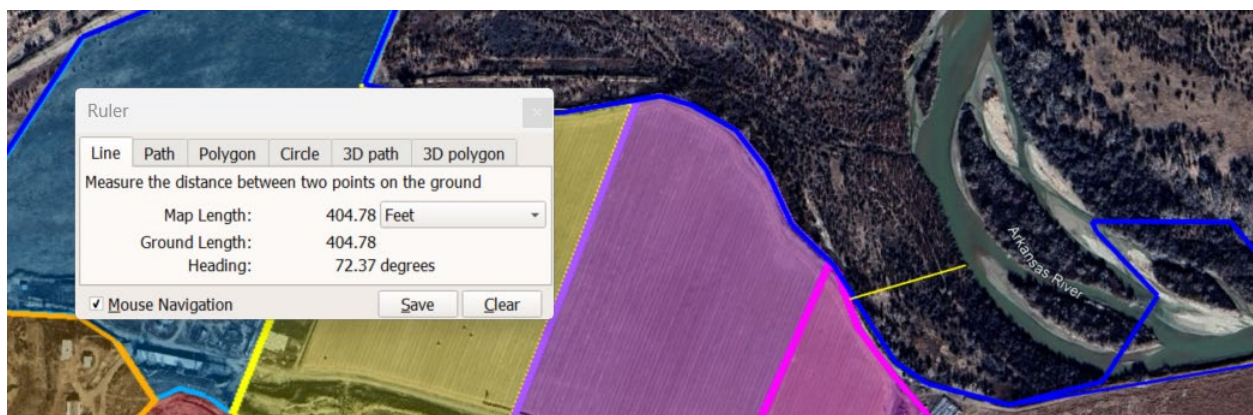 Ruler
Line Path Polygon Circle 3D path 3D polygon
Measure the distance between two points on the ground
Map Length: 404.78 Feet
Ground Length: 404.78
Heading: 72.37 degrees
Mouse Navigation Save Clear
Arkansas River